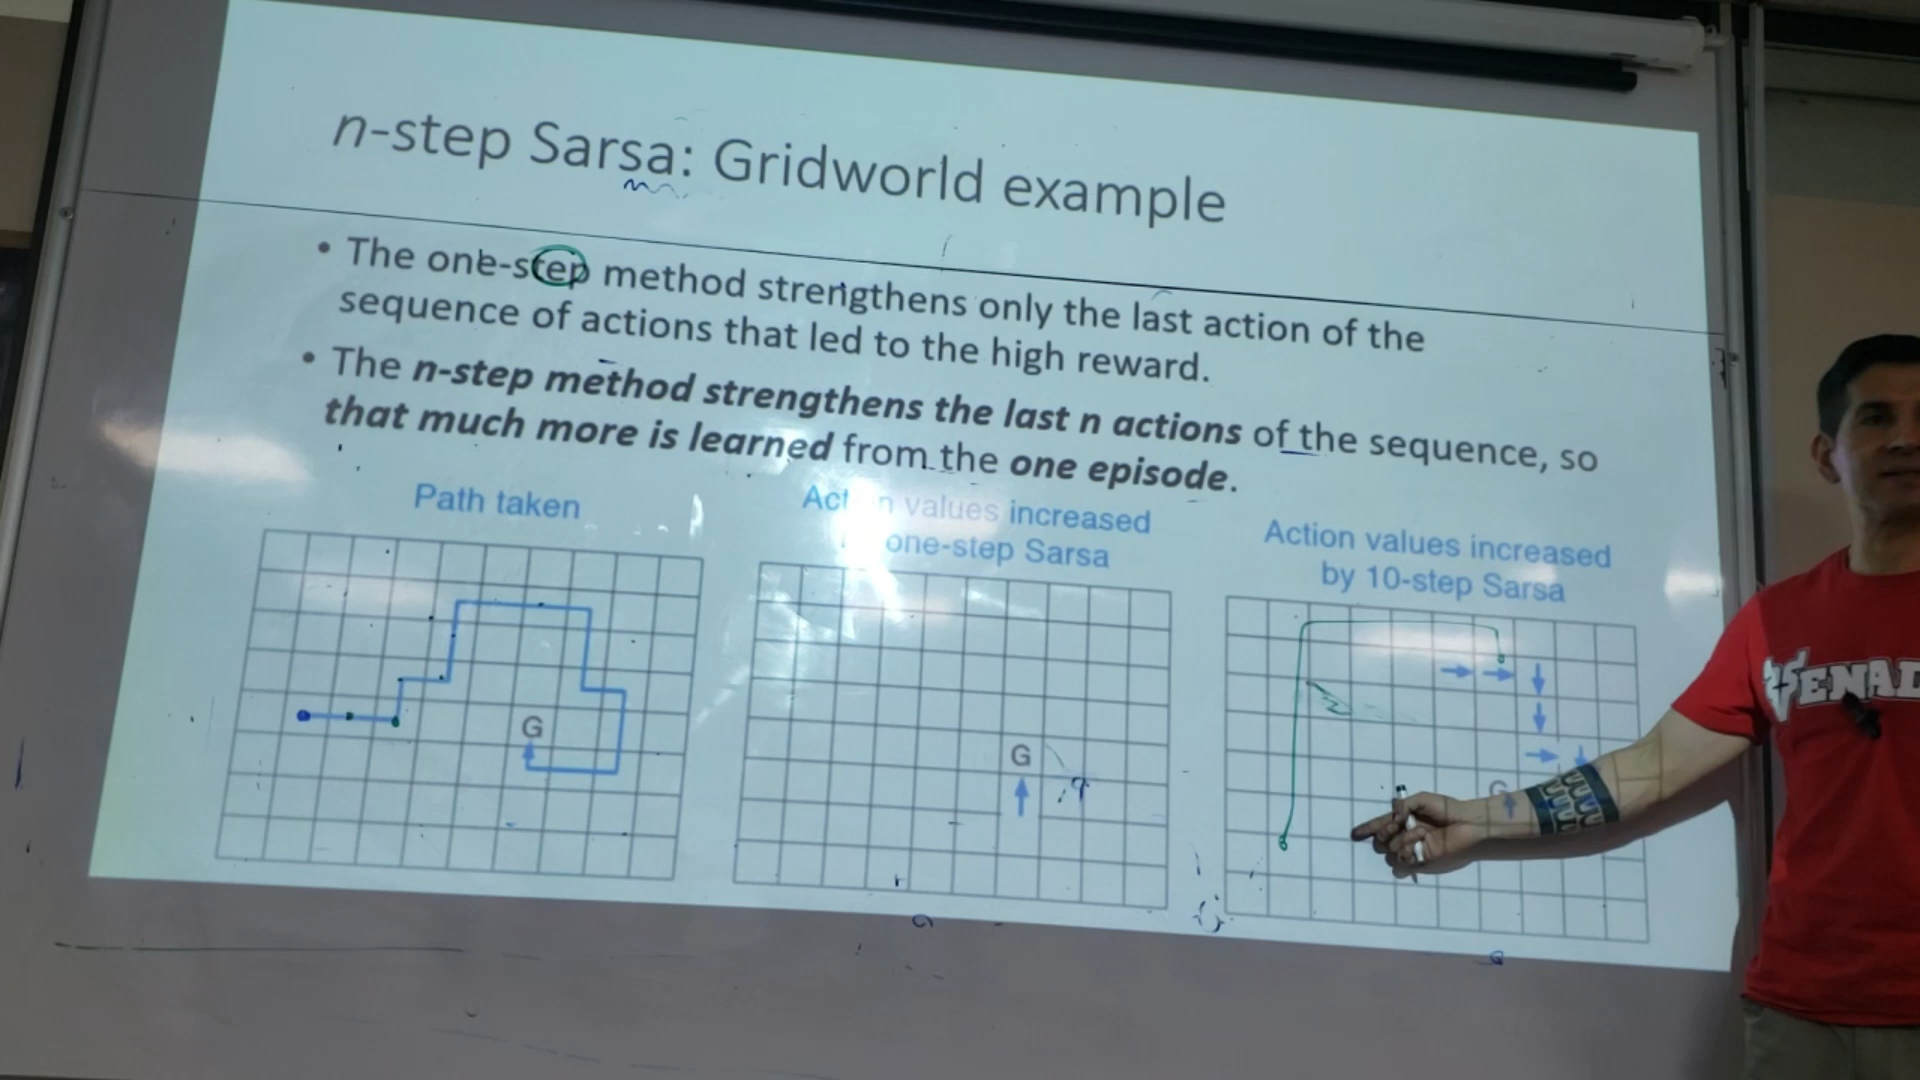 n-step Sarsa: Gridworld example
• The one-step method strengthens only the last action of the
sequence of actions that led to the high reward.
• The n-step method strengthens the last n actions of the sequence, so
that much more is learned from the one episode.
Path taken
values increased
one-step Sarsa
Action values increased
by 10-step Sarsa
G
G
G